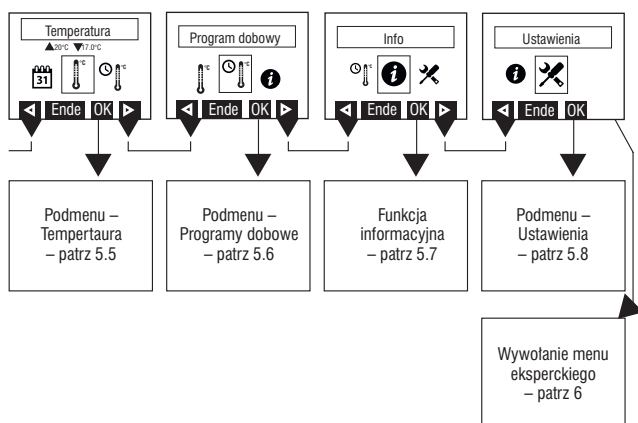 Temperatura
▲20°C ▼17.0°C
31 °C °C
◁ Ende OK ▷
Program dobowy
°C °C i
◁ Ende OK ▷
Info
°C i
◁ Ende OK ▷
Ustawienia
i
◁ Ende OK
Podmenu –
Tempertaura
– patrz 5.5
Podmenu –
Programy dobowe
– patrz 5.6
Funkcja
informacyjna
– patrz 5.7
Podmenu –
Ustawienia
– patrz 5.8
Wywołanie menu
eksperckiego
– patrz 6